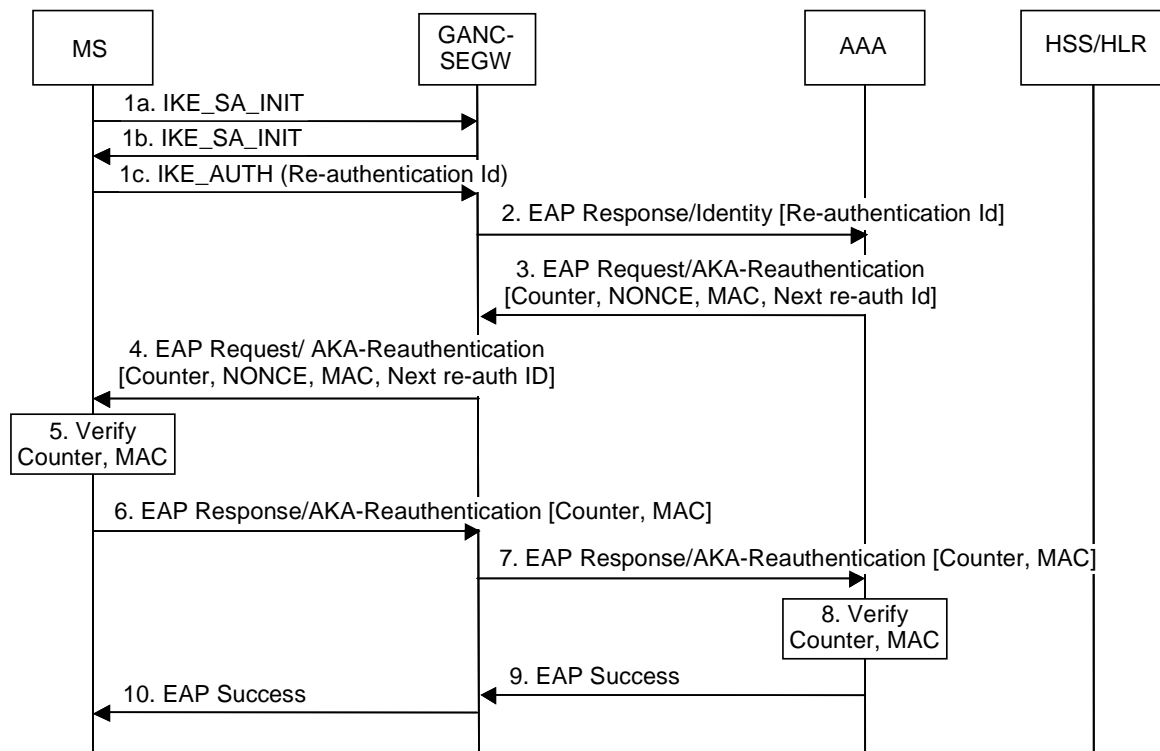 MS
GANC-
SEGW
AAA
HSS/HLR
1a. IKE_SA_INIT
1b. IKE_SA_INIT
1c. IKE_AUTH (Re-authentication Id)
2. EAP Response/Identity [Re-authentication Id]
3. EAP Request/AKA-Reauthentication
[Counter, NONCE, MAC, Next re-auth Id]
4. EAP Request/ AKA-Reauthentication
[Counter, NONCE, MAC, Next re-auth ID]
5. Verify
Counter, MAC
6. EAP Response/AKA-Reauthentication [Counter, MAC]
7. EAP Response/AKA-Reauthentication [Counter, MAC]
8. Verify
Counter, MAC
9. EAP Success
10. EAP Success